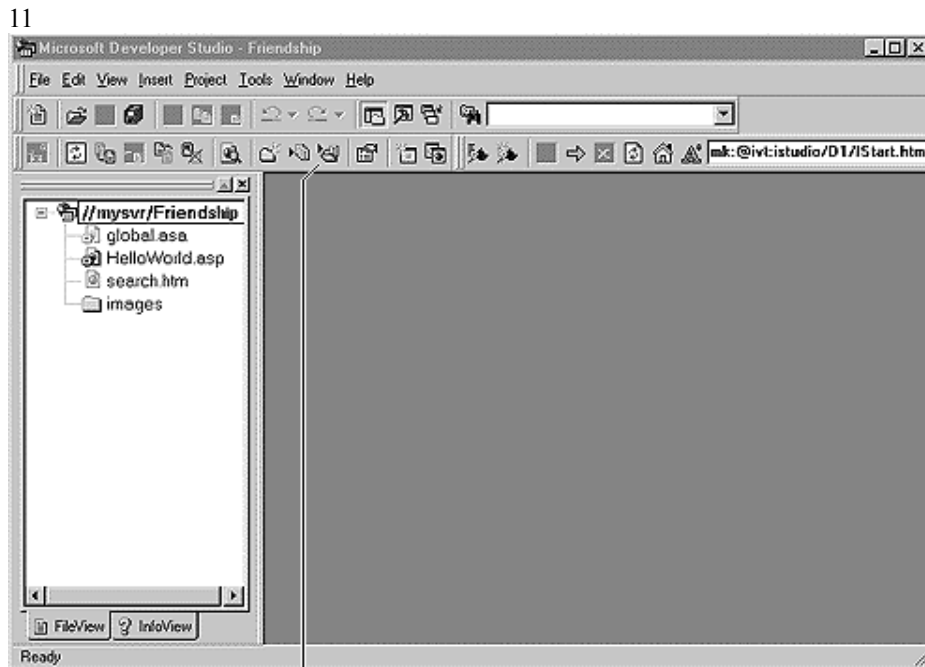 11
Microsoft Developer Studio - Friendship
File Edit View Insert Project Tools Window Help
mk:@ivt:istudio/D1/IStart.htm
//mysvr/Friendship
global.asa
HelloWorld.asp
search.htm
images
FileView InfoView
Ready